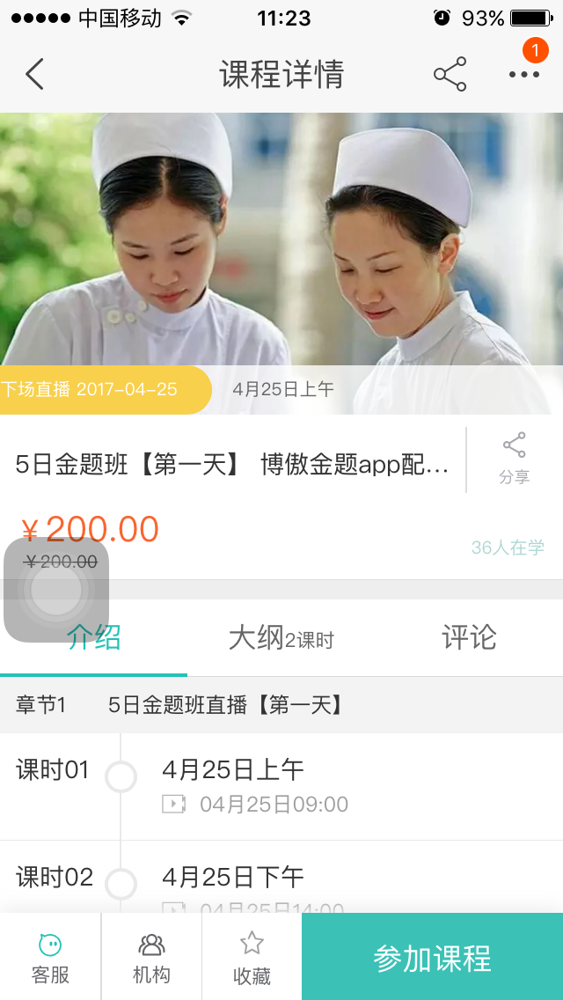 中国移动 11:23 93%
课程详情
1
下场直播 2017-04-25 4月25日上午
5日金题班【第一天】 博傲金题app配...
分享
￥200.00
￥200.00
36人在学
介绍 大纲2课时 评论
章节1 5日金题班直播【第一天】
课时01 4月25日上午
04月25日09:00
课时02 4月25日下午
04月25日14:00
客服 机构 收藏 参加课程